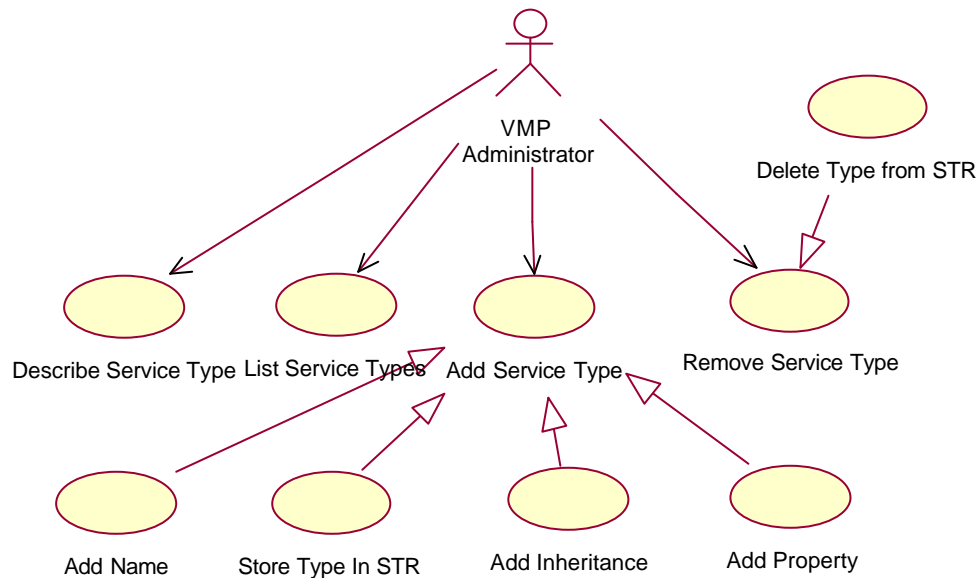 VMP
Administrator
Delete Type from STR
Describe Service Type
List Service Types
Add Service Type
Remove Service Type
Add Name
Store Type In STR
Add Inheritance
Add Property